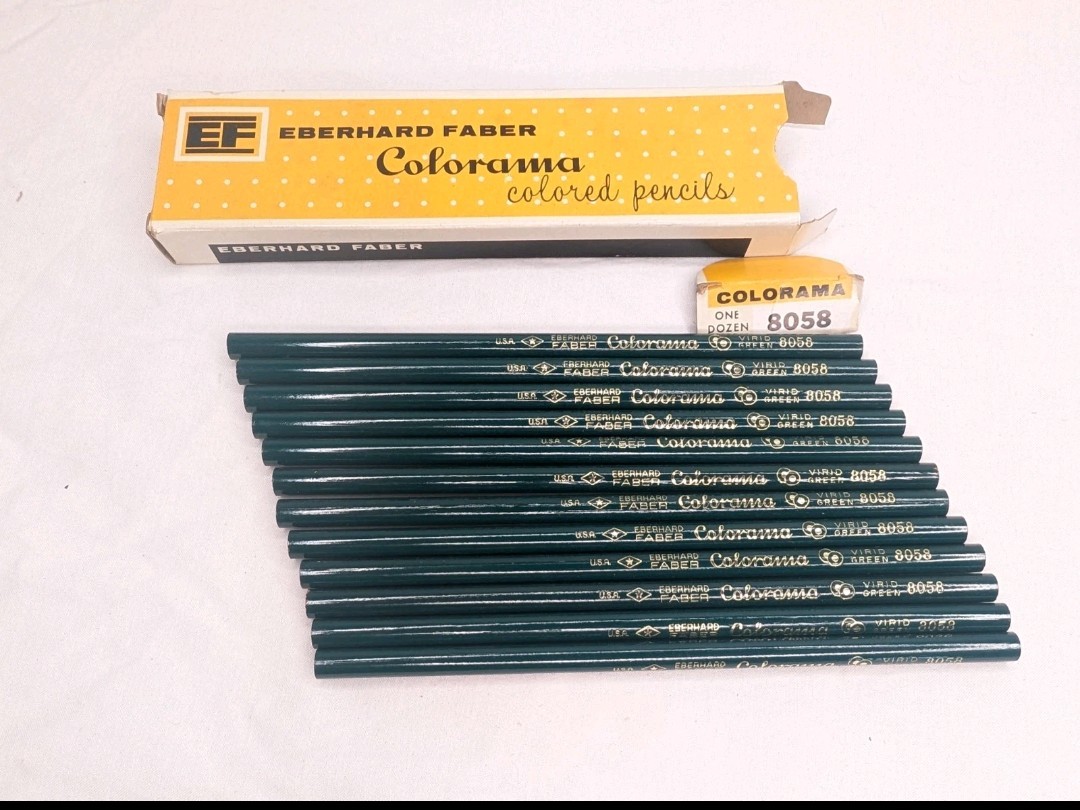 EF EBERHARD FABER
Colorama
colored pencils
EBERHARD FABER
COLORAMA
ONE DOZEN 8058
U.S.A. EBERHARD FABER Colorama VIRID GREEN 8058
U.S.A. EBERHARD FABER Colorama VIRID GREEN 8058
U.S.A. EBERHARD FABER Colorama VIRID GREEN 8058
U.S.A. EBERHARD FABER Colorama VIRID GREEN 8058
U.S.A. FABER Colorama GREEN 8058
U.S.A. EBERHARD FABER Colorama VIRID GREEN 8058
U.S.A. EBERHARD FABER Colorama VIRID GREEN 8058
U.S.A. EBERHARD FABER Colorama VIRID GREEN 8058
U.S.A. EBERHARD FABER Colorama VIRID GREEN 8058
U.S.A. EBERHARD FABER Colorama VIRID GREEN 8058
U.S.A. EBERHARD FABER Colorama VIRID GREEN 8058
EBERHARD Colorama VIRID 8058